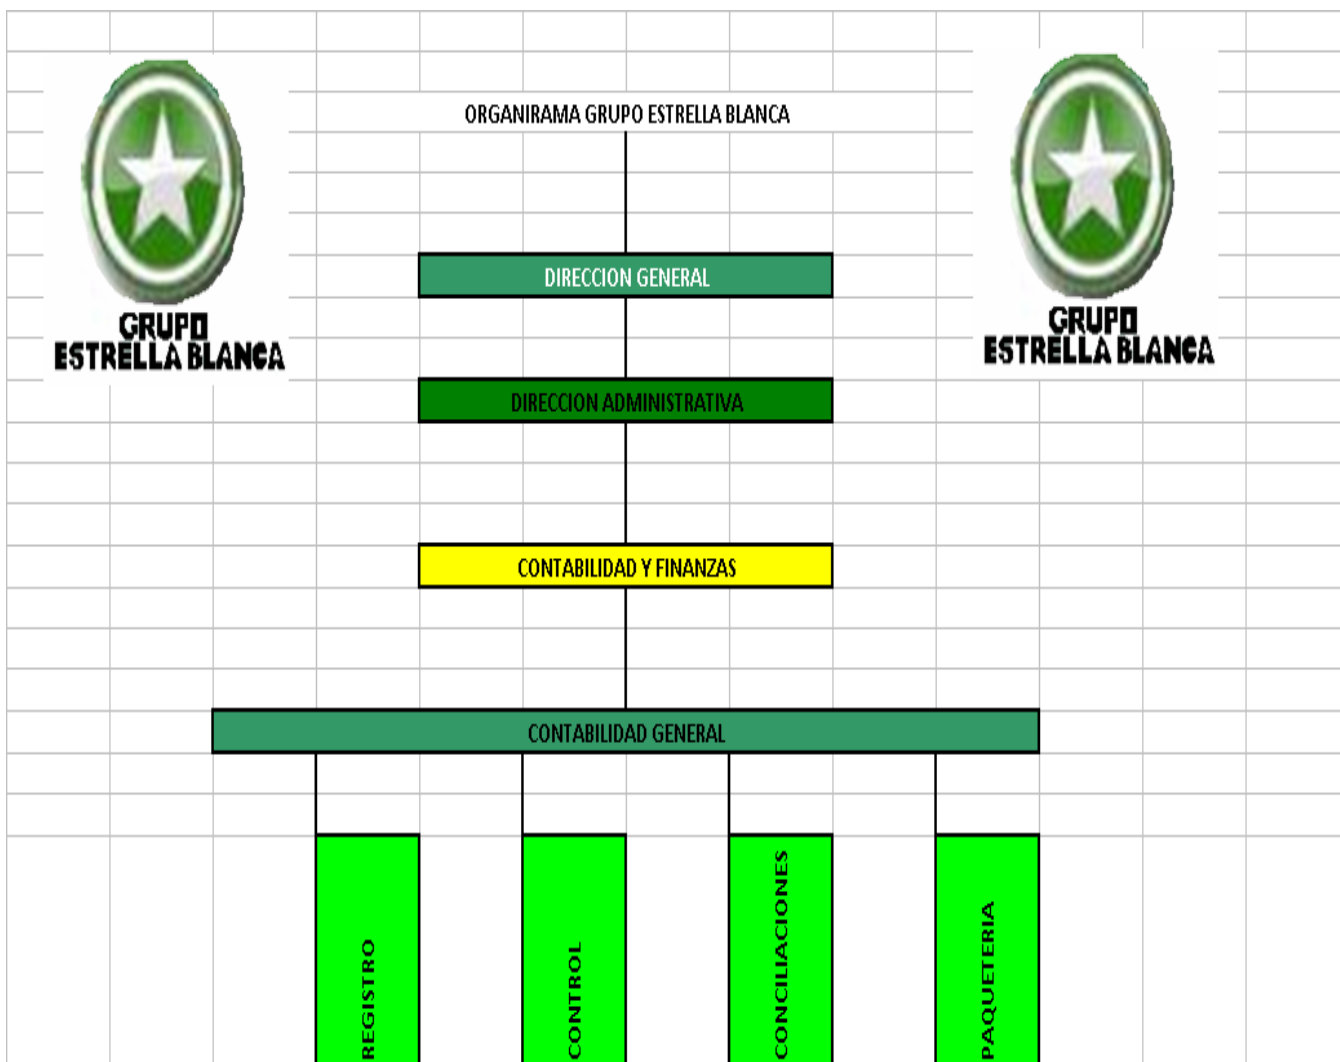 ORGANIRAMA GRUPO ESTRELLA BLANCA
GRUPO
ESTRELLA BLANCA
GRUPO
ESTRELLA BLANCA
DIRECCION GENERAL
DIRECCION ADMINISTRATIVA
CONTABILIDAD Y FINANZAS
CONTABILIDAD GENERAL
REGISTRO
CONTROL
CONCILIACIONES
PAQUETERIA